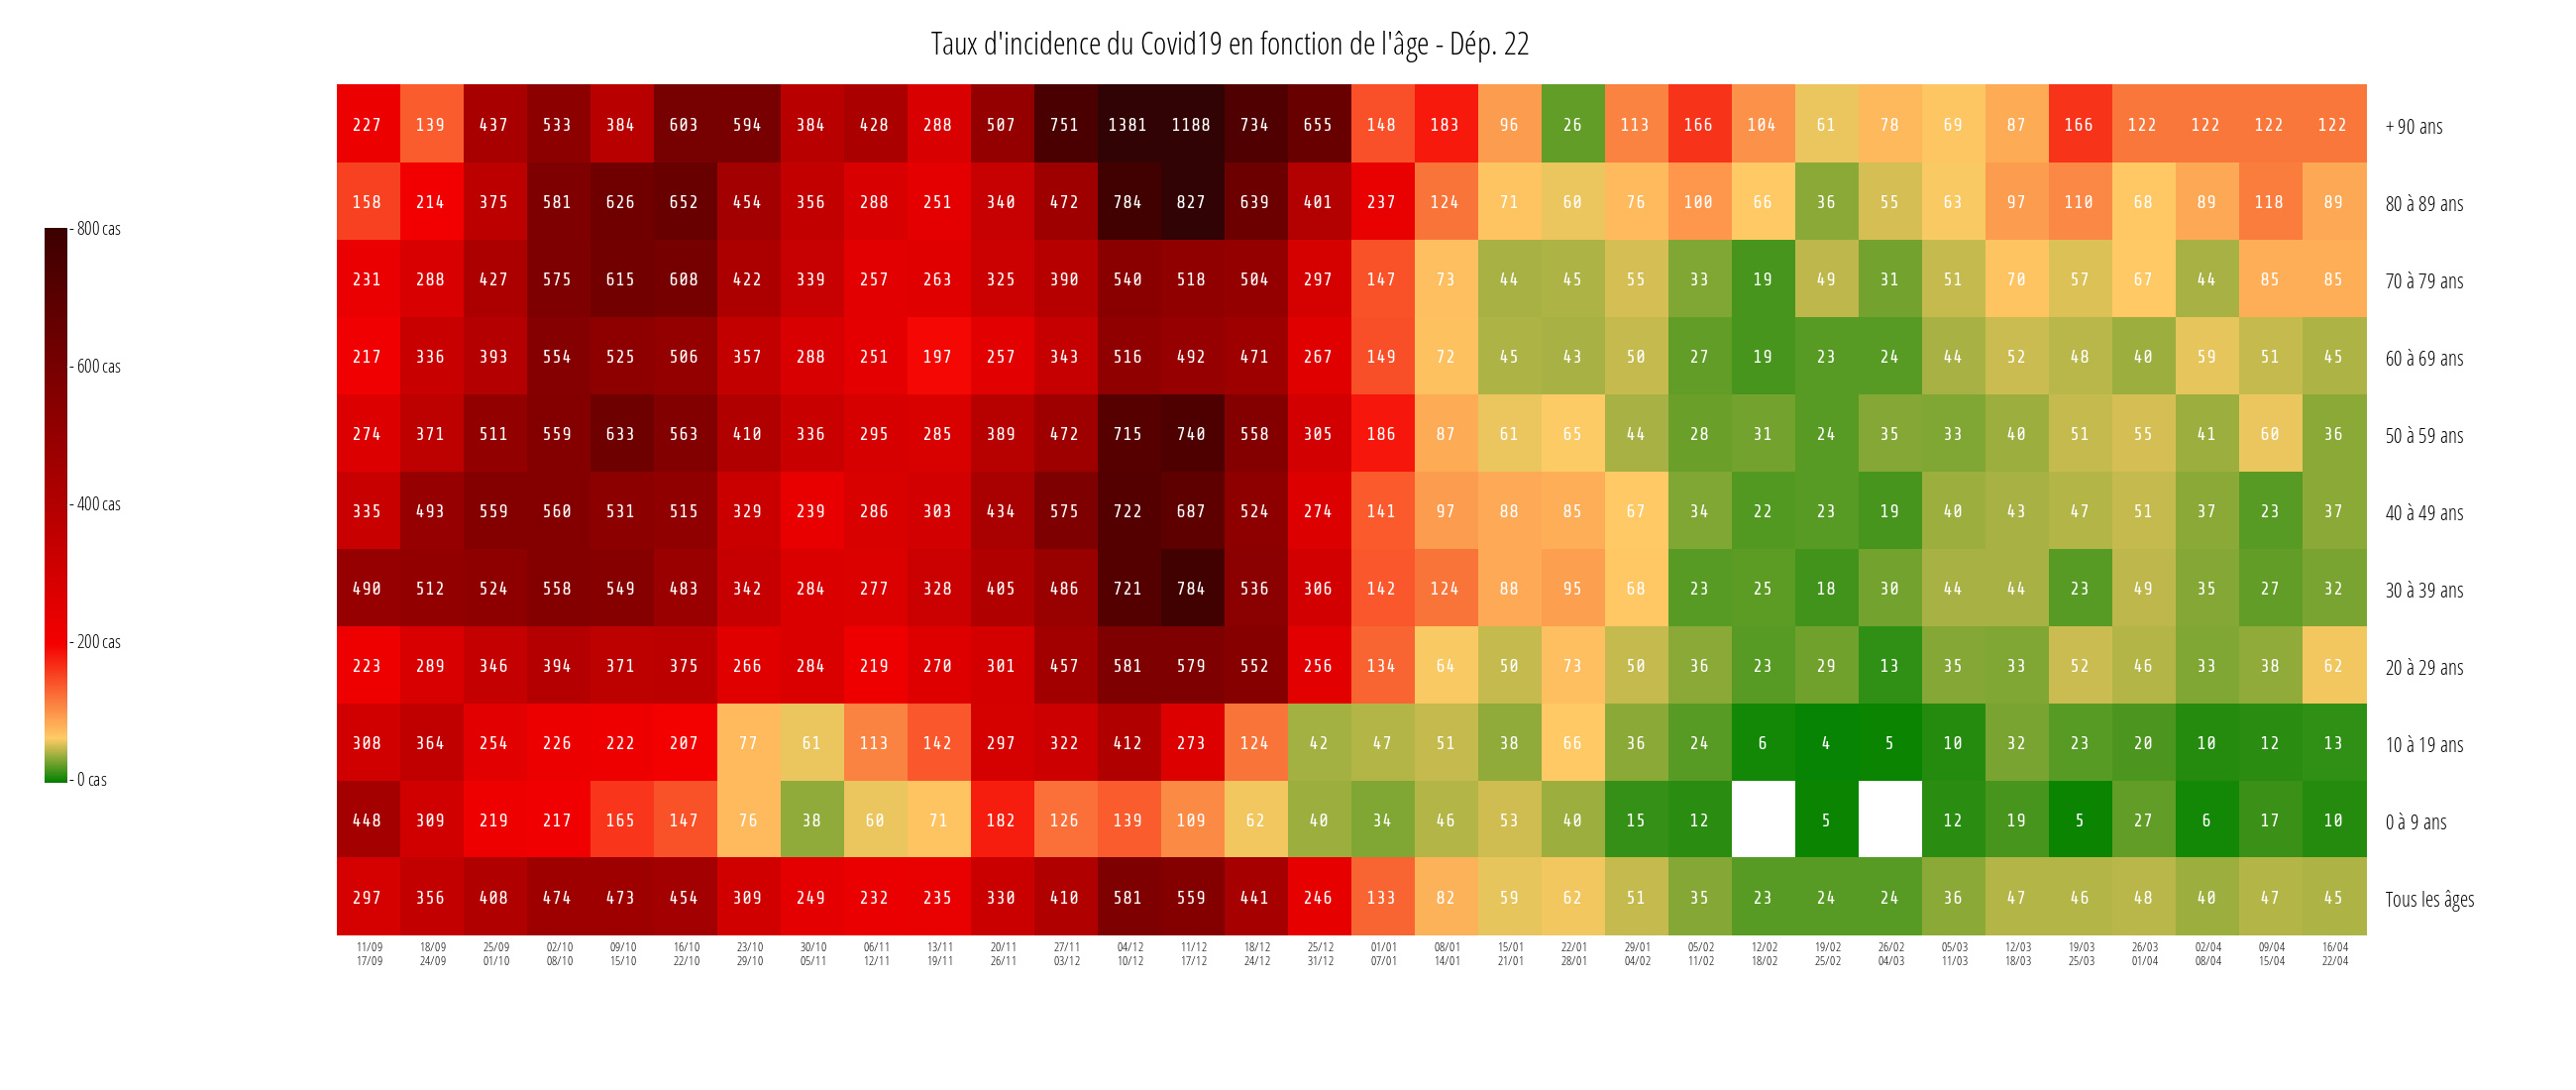 Taux d'incidence du Covid19 en fonction de l'âge - Dép. 22
- 800 cas
- 600 cas
- 400 cas
- 200 cas
- 0 cas
227 139 437 533 384 603 594 384 428 288 507 751 1381 1188 734 655 148 183 96 26 113 166 104 61 78 69 87 166 122 122 122 122 + 90 ans
158 214 375 581 626 652 454 356 288 251 340 472 784 827 639 401 237 124 71 60 76 100 66 36 55 63 97 110 68 89 118 89 80 à 89 ans
231 288 427 575 615 608 422 339 257 263 325 390 540 518 504 297 147 73 44 45 55 33 19 49 31 51 70 57 67 44 85 85 70 à 79 ans
217 336 393 554 525 506 357 288 251 197 257 343 516 492 471 267 149 72 45 43 50 27 19 23 24 44 52 48 40 59 51 45 60 à 69 ans
274 371 511 559 633 563 410 336 295 285 389 472 715 740 558 305 186 87 61 65 44 28 31 24 35 33 40 51 55 41 60 36 50 à 59 ans
335 493 559 560 531 515 329 239 286 303 434 575 722 687 524 274 141 97 88 85 67 34 22 23 19 40 43 47 51 37 23 37 40 à 49 ans
490 512 524 558 549 483 342 284 277 328 405 486 721 784 536 306 142 124 88 95 68 23 25 18 30 44 44 23 49 35 27 32 30 à 39 ans
223 289 346 394 371 375 266 284 219 270 301 457 581 579 552 256 134 64 50 73 50 36 23 29 13 35 33 52 46 33 38 62 20 à 29 ans
308 364 254 226 222 207 77 61 113 142 297 322 412 273 124 42 47 51 38 66 36 24 6 4 5 10 32 23 20 10 12 13 10 à 19 ans
448 309 219 217 165 147 76 38 60 71 182 126 139 109 62 40 34 46 53 40 15 12 5 12 19 5 27 6 17 10 0 à 9 ans
297 356 408 474 473 454 309 249 232 235 330 410 581 559 441 246 133 82 59 62 51 35 23 24 24 36 47 46 48 40 47 45 Tous les âges
11/09 18/09 25/09 02/10 09/10 16/10 23/10 30/10 06/11 13/11 20/11 27/11 04/12 11/12 18/12 25/12 01/01 08/01 15/01 22/01 29/01 05/02 12/02 19/02 26/02 05/03 12/03 19/03 26/03 02/04 09/04 16/04
17/09 24/09 01/10 08/10 15/10 22/10 29/10 05/11 12/11 19/11 26/11 03/12 10/12 17/12 24/12 31/12 07/01 14/01 21/01 28/01 04/02 11/02 18/02 25/02 04/03 11/03 18/03 25/03 01/04 08/04 15/04 22/04